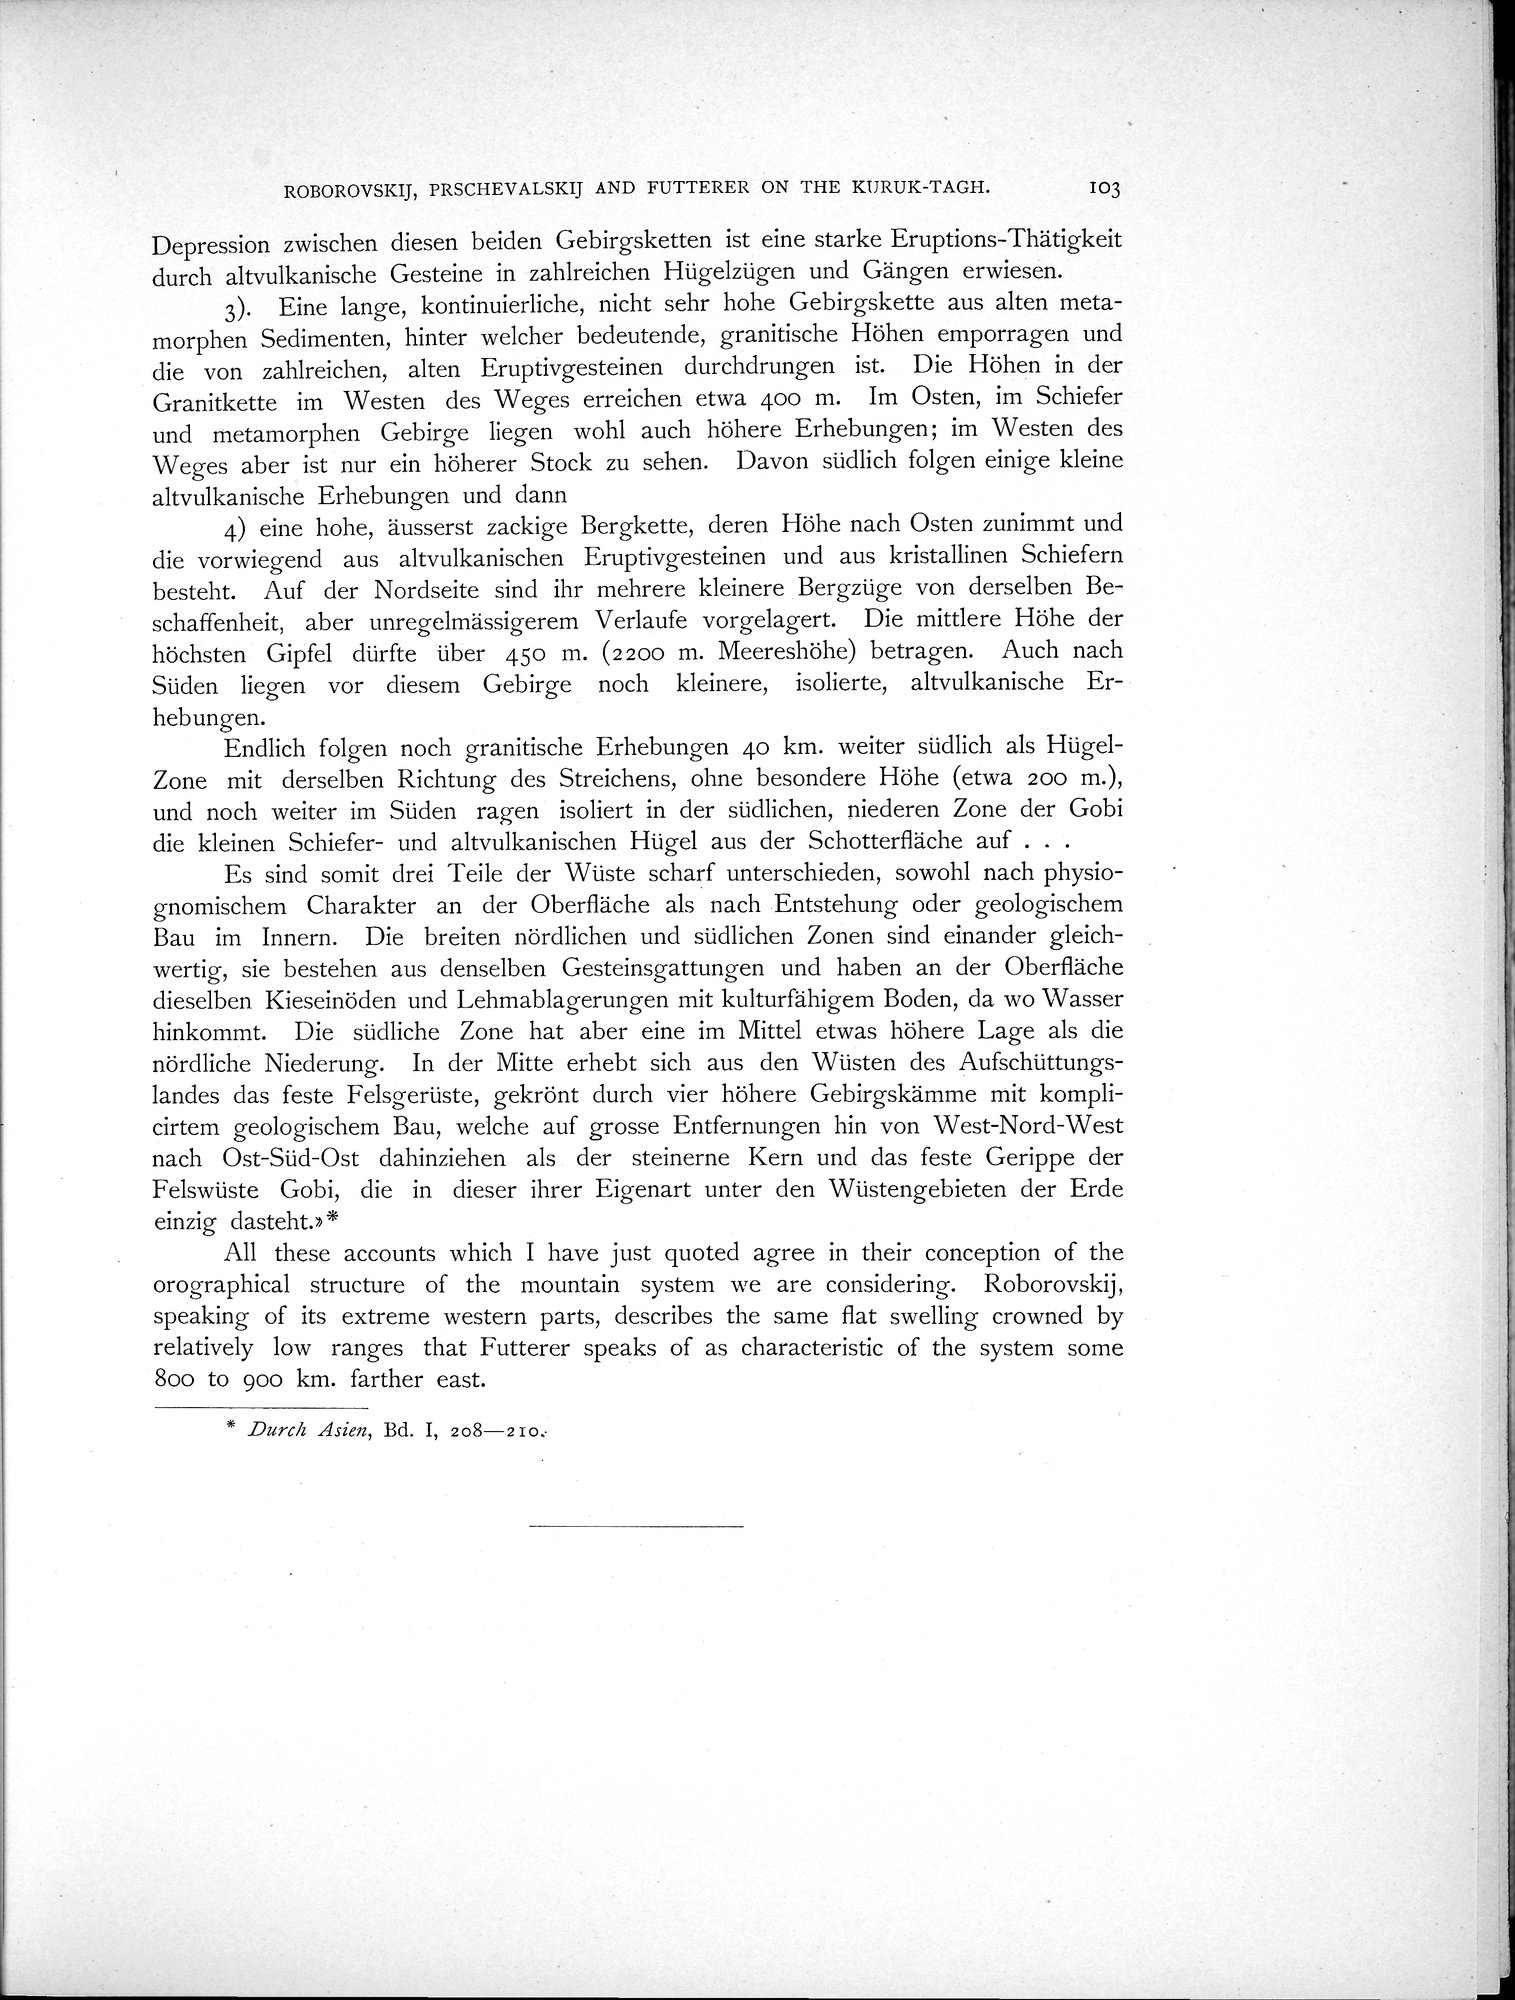 ROBOROVSKIJ, PRSCHEVALSKIJ AND FUTTERER ON THE KURUK-TAGH. 103
Depression zwischen diesen beiden Gebirgsketten ist eine starke Eruptions-Thätigkeit
durch altvulkanische Gesteine in zahlreichen Hügelzügen und Gängen erwiesen.
3). Eine lange, kontinuierliche, nicht sehr hohe Gebirgskette aus alten meta-
morphen Sedimenten, hinter welcher bedeutende, granitische Höhen emporragen und
die von zahlreichen, alten Eruptivgesteinen durchdrungen ist. Die Höhen in der
Granitkette im Westen des Weges erreichen etwa 400 m. Im Osten, im Schiefer
und metamorphen Gebirge liegen wohl auch höhere Erhebungen; im Westen des
Weges aber ist nur ein höherer Stock zu sehen. Davon südlich folgen einige kleine
altvulkanische Erhebungen und dann
4) eine hohe, äusserst zackige Bergkette, deren Höhe nach Osten zunimmt und
die vorwiegend aus altvulkanischen Eruptivgesteinen und aus kristallinen Schiefern
besteht. Auf der Nordseite sind ihr mehrere kleinere Bergzüge von derselben Be-
schaffenheit, aber unregelmässigerem Verlaufe vorgelagert. Die mittlere Höhe der
höchsten Gipfel dürfte über 450 m. (2200 m. Meereshöhe) betragen. Auch nach
Süden liegen vor diesem Gebirge noch kleinere, isolierte, altvulkanische Er-
hebungen.
Endlich folgen noch granitische Erhebungen 40 km. weiter südlich als Hügel-
Zone mit derselben Richtung des Streichens, ohne besondere Höhe (etwa 200 m.),
und noch weiter im Süden ragen isoliert in der südlichen, niederen Zone der Gobi
die kleinen Schiefer- und altvulkanischen Hügel aus der Schotterfläche auf . . .
Es sind somit drei Teile der Wüste scharf unterschieden, sowohl nach physio-
gnomischem Charakter an der Oberfläche als nach Entstehung oder geologischem
Bau im Innern. Die breiten nördlichen und südlichen Zonen sind einander gleich-
wertig, sie bestehen aus denselben Gesteinsgattungen und haben an der Oberfläche
dieselben Kieseinöden und Lehmablagerungen mit kulturfähigem Boden, da wo Wasser
hinkommt. Die südliche Zone hat aber eine im Mittel etwas höhere Lage als die
nördliche Niederung. In der Mitte erhebt sich aus den Wüsten des Aufschüttungs-
landes das feste Felsgerüste, gekrönt durch vier höhere Gebirgskämme mit kompli-
cirtem geologischem Bau, welche auf grosse Entfernungen hin von West-Nord-West
nach Ost-Süd-Ost dahinziehen als der steinerne Kern und das feste Gerippe der
Felswüste Gobi, die in dieser ihrer Eigenart unter den Wüstengebieten der Erde
einzig dasteht.»*
All these accounts which I have just quoted agree in their conception of the
orographical structure of the mountain system we are considering. Roborovskij,
speaking of its extreme western parts, describes the same flat swelling crowned by
relatively low ranges that Futterer speaks of as characteristic of the system some
800 to 900 km. farther east.
* Durch Asien, Bd. I, 208—210.